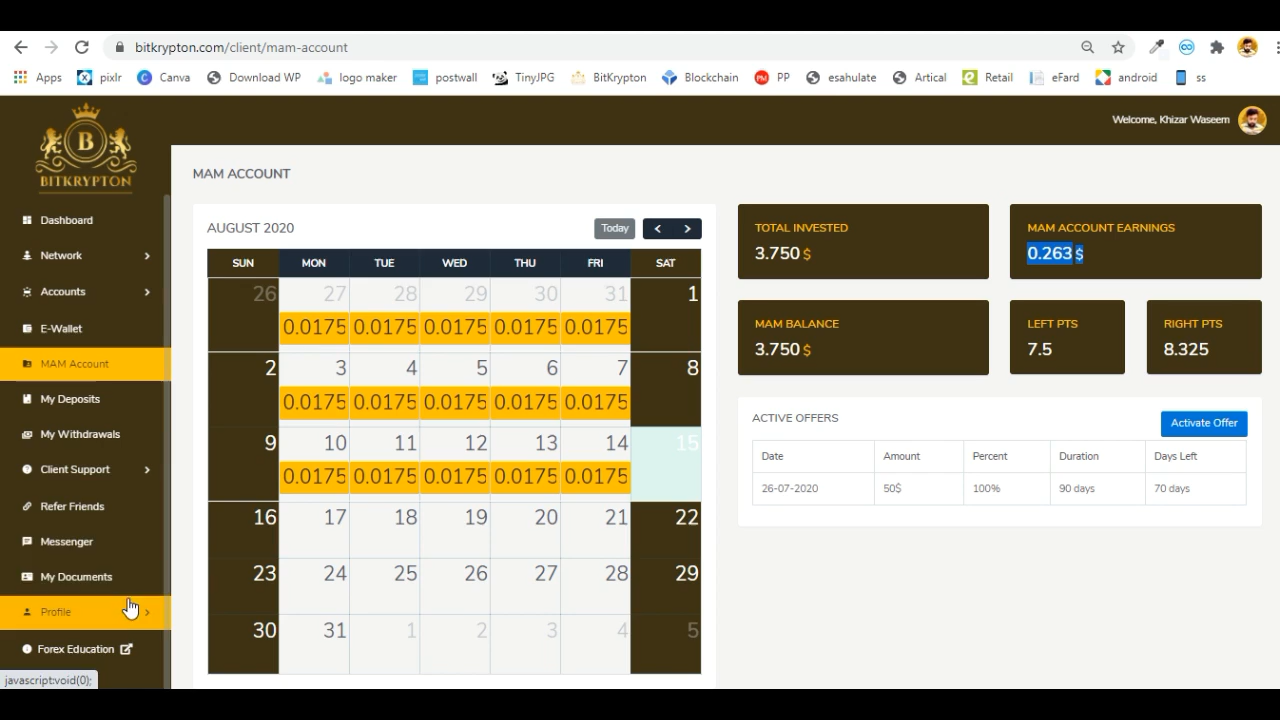 bitkrypton.com/client/mam-account
Apps pixlr Canva Download WP logo maker postwall TinyJPG BitKrypton Blockchain PM PP esahulate Artical Retail eFard android ss
Welcome, Khizar Waseem
B
BITKRYPTON
Dashboard
Network
Accounts
E-Wallet
MAM Account
My Deposits
My Withdrawals
Client Support
Refer Friends
Messenger
My Documents
Profile
Forex Education
javascript:void(0);
MAM ACCOUNT
AUGUST 2020 Today
SUN MON TUE WED THU FRI SAT
26 27 28 29 30 31 1
0.0175 0.0175 0.0175 0.0175 0.0175
2 3 4 5 6 7 8
0.0175 0.0175 0.0175 0.0175 0.0175
9 10 11 12 13 14 15
0.0175 0.0175 0.0175 0.0175 0.0175
16 17 18 19 20 21 22
23 24 25 26 27 28 29
30 31 1 2 3 4 5
TOTAL INVESTED
3.750 $
MAM ACCOUNT EARNINGS
0.263 $
MAM BALANCE
3.750 $
LEFT PTS
7.5
RIGHT PTS
8.325
ACTIVE OFFERS Activate Offer
Date Amount Percent Duration Days Left
26-07-2020 50$ 100% 90 days 70 days